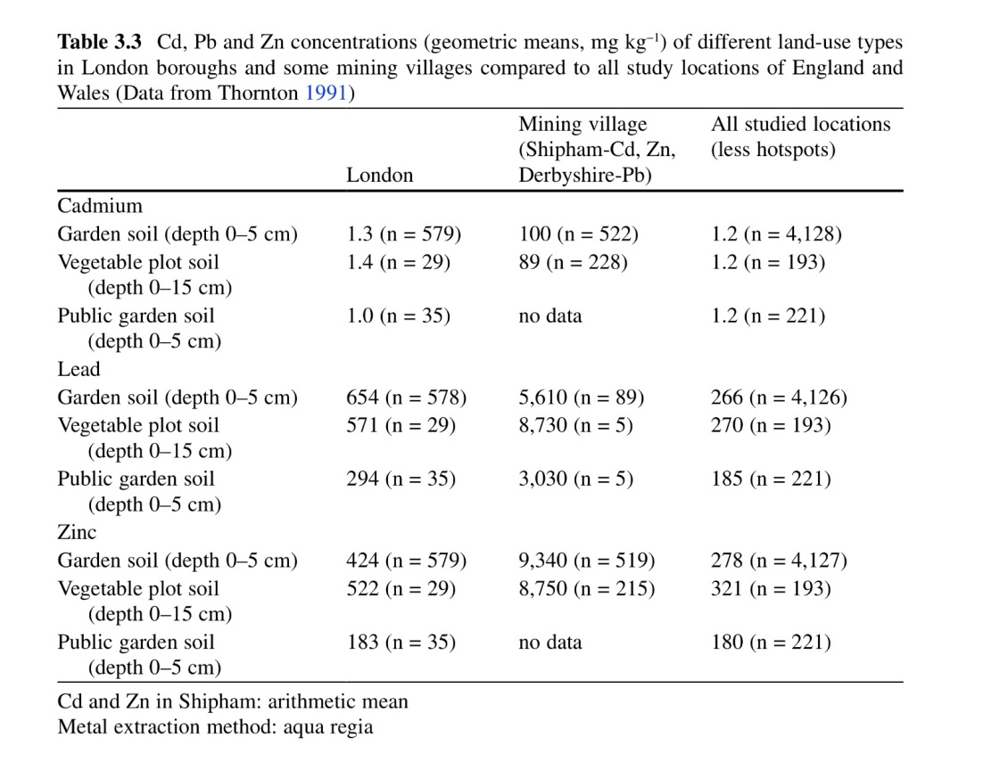 Table 3.3 Cd, Pb and Zn concentrations (geometric means, mg kg⁻¹) of different land-use types
in London boroughs and some mining villages compared to all study locations of England and
Wales (Data from Thornton 1991)
London
Mining village
(Shipham-Cd, Zn,
Derbyshire-Pb)
All studied locations
(less hotspots)
Cadmium
Garden soil (depth 0–5 cm) 1.3 (n = 579) 100 (n = 522) 1.2 (n = 4,128)
Vegetable plot soil 1.4 (n = 29) 89 (n = 228) 1.2 (n = 193)
(depth 0–15 cm)
Public garden soil 1.0 (n = 35) no data 1.2 (n = 221)
(depth 0–5 cm)
Lead
Garden soil (depth 0–5 cm) 654 (n = 578) 5,610 (n = 89) 266 (n = 4,126)
Vegetable plot soil 571 (n = 29) 8,730 (n = 5) 270 (n = 193)
(depth 0–15 cm)
Public garden soil 294 (n = 35) 3,030 (n = 5) 185 (n = 221)
(depth 0–5 cm)
Zinc
Garden soil (depth 0–5 cm) 424 (n = 579) 9,340 (n = 519) 278 (n = 4,127)
Vegetable plot soil 522 (n = 29) 8,750 (n = 215) 321 (n = 193)
(depth 0–15 cm)
Public garden soil 183 (n = 35) no data 180 (n = 221)
(depth 0–5 cm)
Cd and Zn in Shipham: arithmetic mean
Metal extraction method: aqua regia